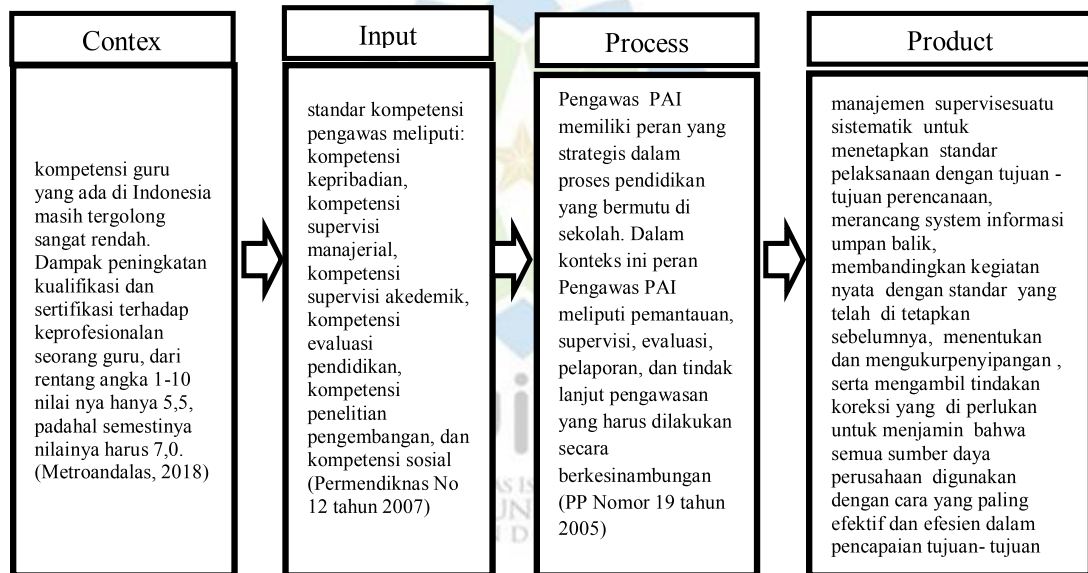 Contex
kompetensi guru
yang ada di Indonesia
masih tergolong
sangat rendah.
Dampak peningkatan
kualifikasi dan
sertifikasi terhadap
keprofesionalan
seorang guru, dari
rentang angka 1-10
nilai nya hanya 5,5,
padahal semestinya
nilainya harus 7,0.
(Metroandalas, 2018)
Input
standar kompetensi
pengawas meliputi:
kompetensi
kepribadian,
kompetensi
supervisi
manajerial,
kompetensi
supervisi akedemik,
kompetensi
evaluasi
pendidikan,
kompetensi
penelitian
pengembangan, dan
kompetensi sosial
(Permendiknas No
12 tahun 2007)
Process
Pengawas PAI
memiliki peran yang
strategis dalam
proses pendidikan
yang bermutu di
sekolah. Dalam
konteks ini peran
Pengawas PAI
meliputi pemantauan,
supervisi, evaluasi,
pelaporan, dan tindak
lanjut pengawasan
yang harus dilakukan
secara
berkesinambungan
(PP Nomor 19 tahun
2005)
Product
manajemen supervisesuatu
sistematik untuk
menetapkan standar
pelaksanaan dengan tujuan -
tujuan perencanaan,
merancang system informasi
umpan balik,
membandingkan kegiatan
nyata dengan standar yang
telah di tetapkan
sebelumnya, menentukan
dan mengukurpenyipangan ,
serta mengambil tindakan
koreksi yang di perlukan
untuk menjamin bahwa
semua sumber daya
perusahaan digunakan
dengan cara yang paling
efektif dan efesien dalam
pencapaian tujuan- tujuan